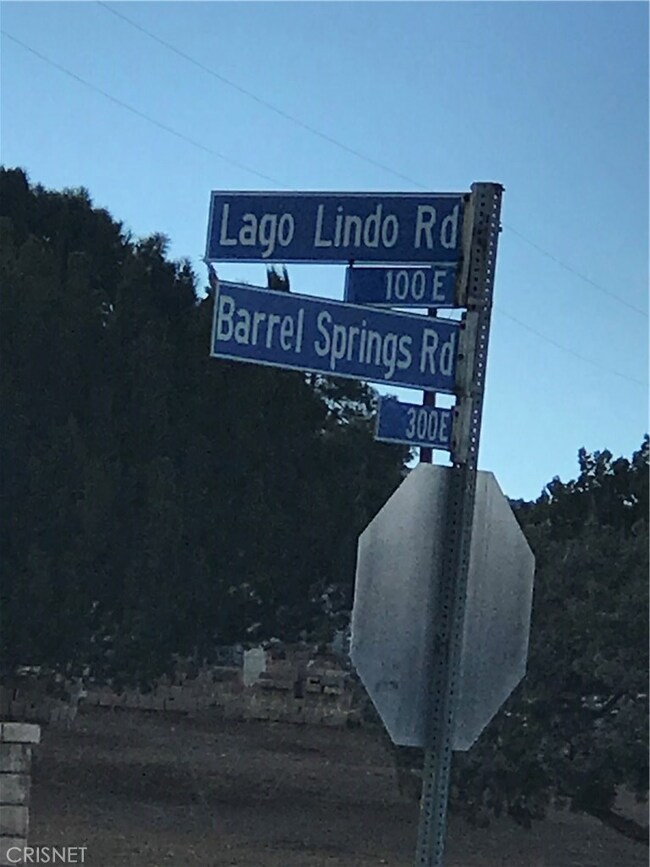 Lago Lindo Rd
100 E
Barrel Springs Rd
300E
CRISNET